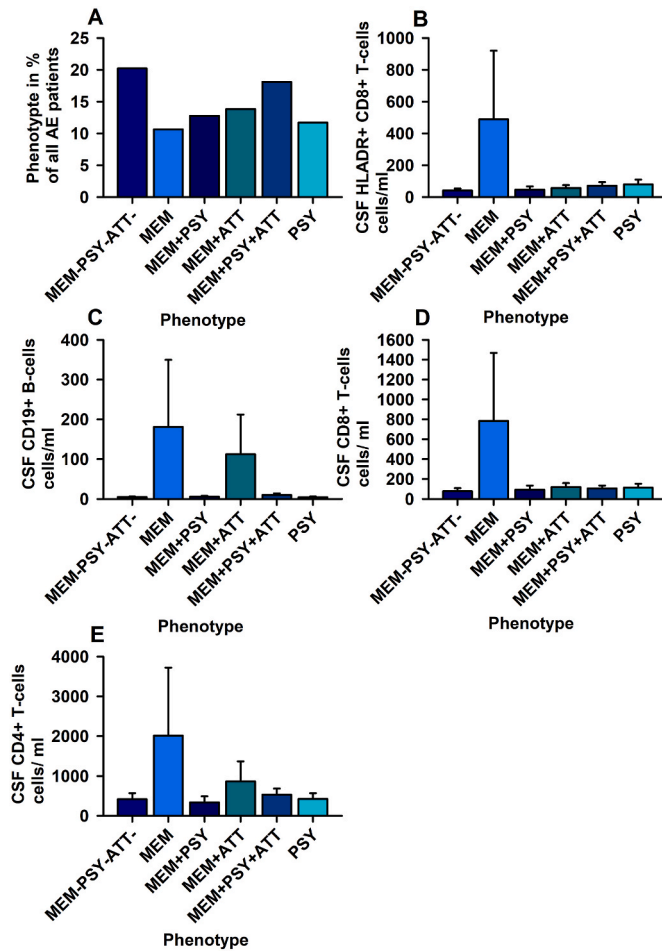 A
Phenotypte in %
of all AE patients
25
20
15
10
5
0
MEM-PSY-ATT-
MEM
MEM+PSY
MEM+ATT
MEM+PSY+ATT
PSY
Phenotype
B
CSF HLADR+ CD8+ T-cells
cells/ml
1000
800
600
400
200
0
MEM-PSY-ATT-
MEM
MEM+PSY
MEM+ATT
MEM+PSY+ATT
PSY
Phenotype
C
CSF CD19+ B-cells
cells/ml
400
300
200
100
0
MEM-PSY-ATT-
MEM
MEM+PSY
MEM+ATT
MEM+PSY+ATT
PSY
Phenotype
D
CSF CD8+ T-cells
cells/ ml
1600
1400
1200
1000
800
600
400
200
0
MEM-PSY-ATT-
MEM
MEM+PSY
MEM+ATT
MEM+PSY+ATT
PSY
Phenotype
E
CSF CD4+ T-cells
cells/ ml
4000
3000
2000
1000
0
MEM-PSY-ATT-
MEM
MEM+PSY
MEM+ATT
MEM+PSY+ATT
PSY
Phenotype